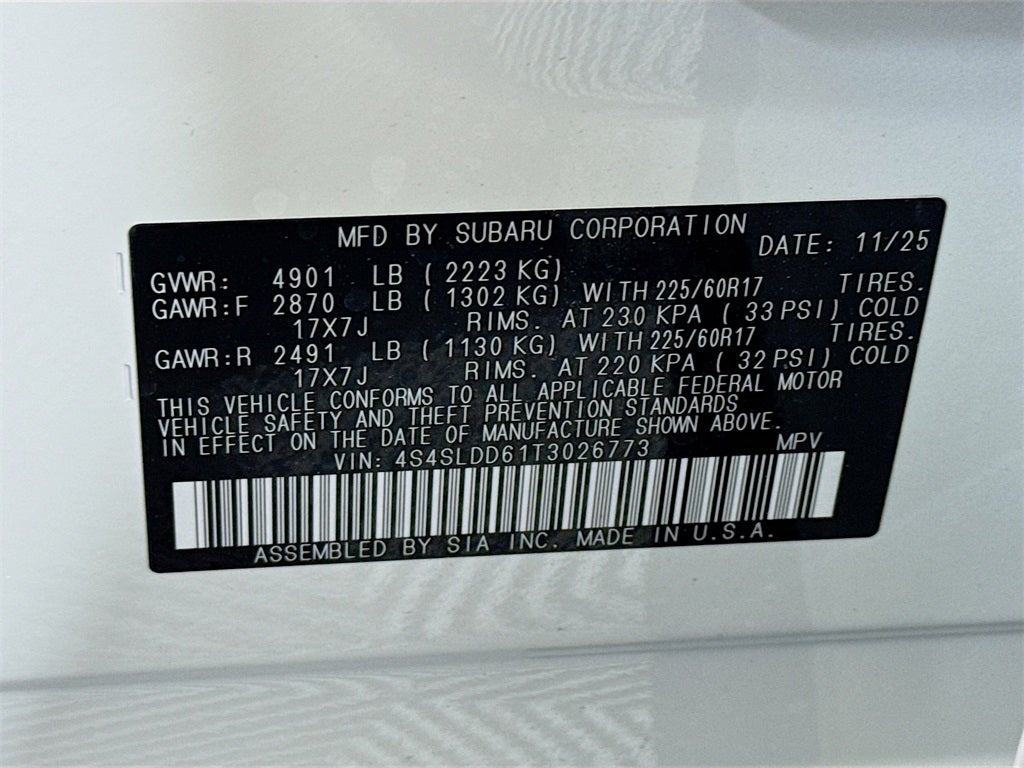 MFD BY SUBARU CORPORATION DATE: 11/25
GVWR: 4901 LB ( 2223 KG)
GAWR:F 2870 LB ( 1302 KG) WITH 225/60R17 TIRES.
17X7J RIMS. AT 230 KPA ( 33 PSI) COLD
GAWR:R 2491 LB ( 1130 KG) WITH 225/60R17 TIRES.
17X7J RIMS. AT 220 KPA ( 32 PSI) COLD
THIS VEHICLE CONFORMS TO ALL APPLICABLE FEDERAL MOTOR
VEHICLE SAFETY AND THEFT PREVENTION STANDARDS
IN EFFECT ON THE DATE OF MANUFACTURE SHOWN ABOVE.
VIN: 4S4SLDD61T3026773 MPV
ASSEMBLED BY SIA INC. MADE IN U.S.A.